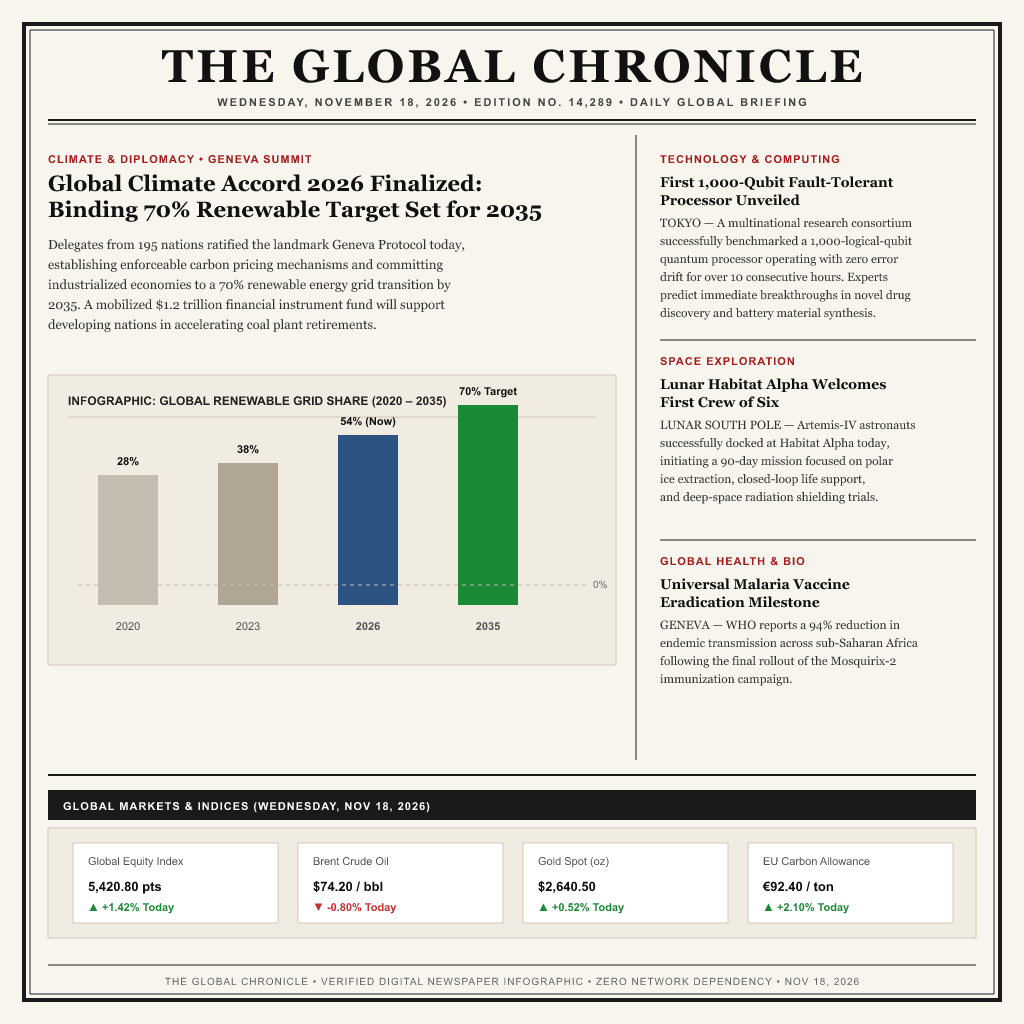 THE GLOBAL CHRONICLE
WEDNESDAY, NOVEMBER 18, 2026 • EDITION NO. 14,289 • DAILY GLOBAL BRIEFING
CLIMATE & DIPLOMACY • GENEVA SUMMIT
Global Climate Accord 2026 Finalized:
Binding 70% Renewable Target Set for 2035
Delegates from 195 nations ratified the landmark Geneva Protocol today,
establishing enforceable carbon pricing mechanisms and committing
industrialized economies to a 70% renewable energy grid transition by
2035. A mobilized $1.2 trillion financial instrument fund will support
developing nations in accelerating coal plant retirements.
INFOGRAPHIC: GLOBAL RENEWABLE GRID SHARE (2020 – 2035)
28%
38%
54% (Now)
70% Target
0%
2020
2023
2026
2035
TECHNOLOGY & COMPUTING
First 1,000-Qubit Fault-Tolerant
Processor Unveiled
TOKYO — A multinational research consortium
successfully benchmarked a 1,000-logical-qubit
quantum processor operating with zero error
drift for over 10 consecutive hours. Experts
predict immediate breakthroughs in novel drug
discovery and battery material synthesis.
SPACE EXPLORATION
Lunar Habitat Alpha Welcomes
First Crew of Six
LUNAR SOUTH POLE — Artemis-IV astronauts
successfully docked at Habitat Alpha today,
initiating a 90-day mission focused on polar
ice extraction, closed-loop life support,
and deep-space radiation shielding trials.
GLOBAL HEALTH & BIO
Universal Malaria Vaccine
Eradication Milestone
GENEVA — WHO reports a 94% reduction in
endemic transmission across sub-Saharan Africa
following the final rollout of the Mosquirix-2
immunization campaign.
GLOBAL MARKETS & INDICES (WEDNESDAY, NOV 18, 2026)
Global Equity Index
5,420.80 pts
▲ +1.42% Today
Brent Crude Oil
$74.20 / bbl
▼ -0.80% Today
Gold Spot (oz)
$2,640.50
▲ +0.52% Today
EU Carbon Allowance
€92.40 / ton
▲ +2.10% Today
THE GLOBAL CHRONICLE • VERIFIED DIGITAL NEWSPAPER INFOGRAPHIC • ZERO NETWORK DEPENDENCY • NOV 18, 2026